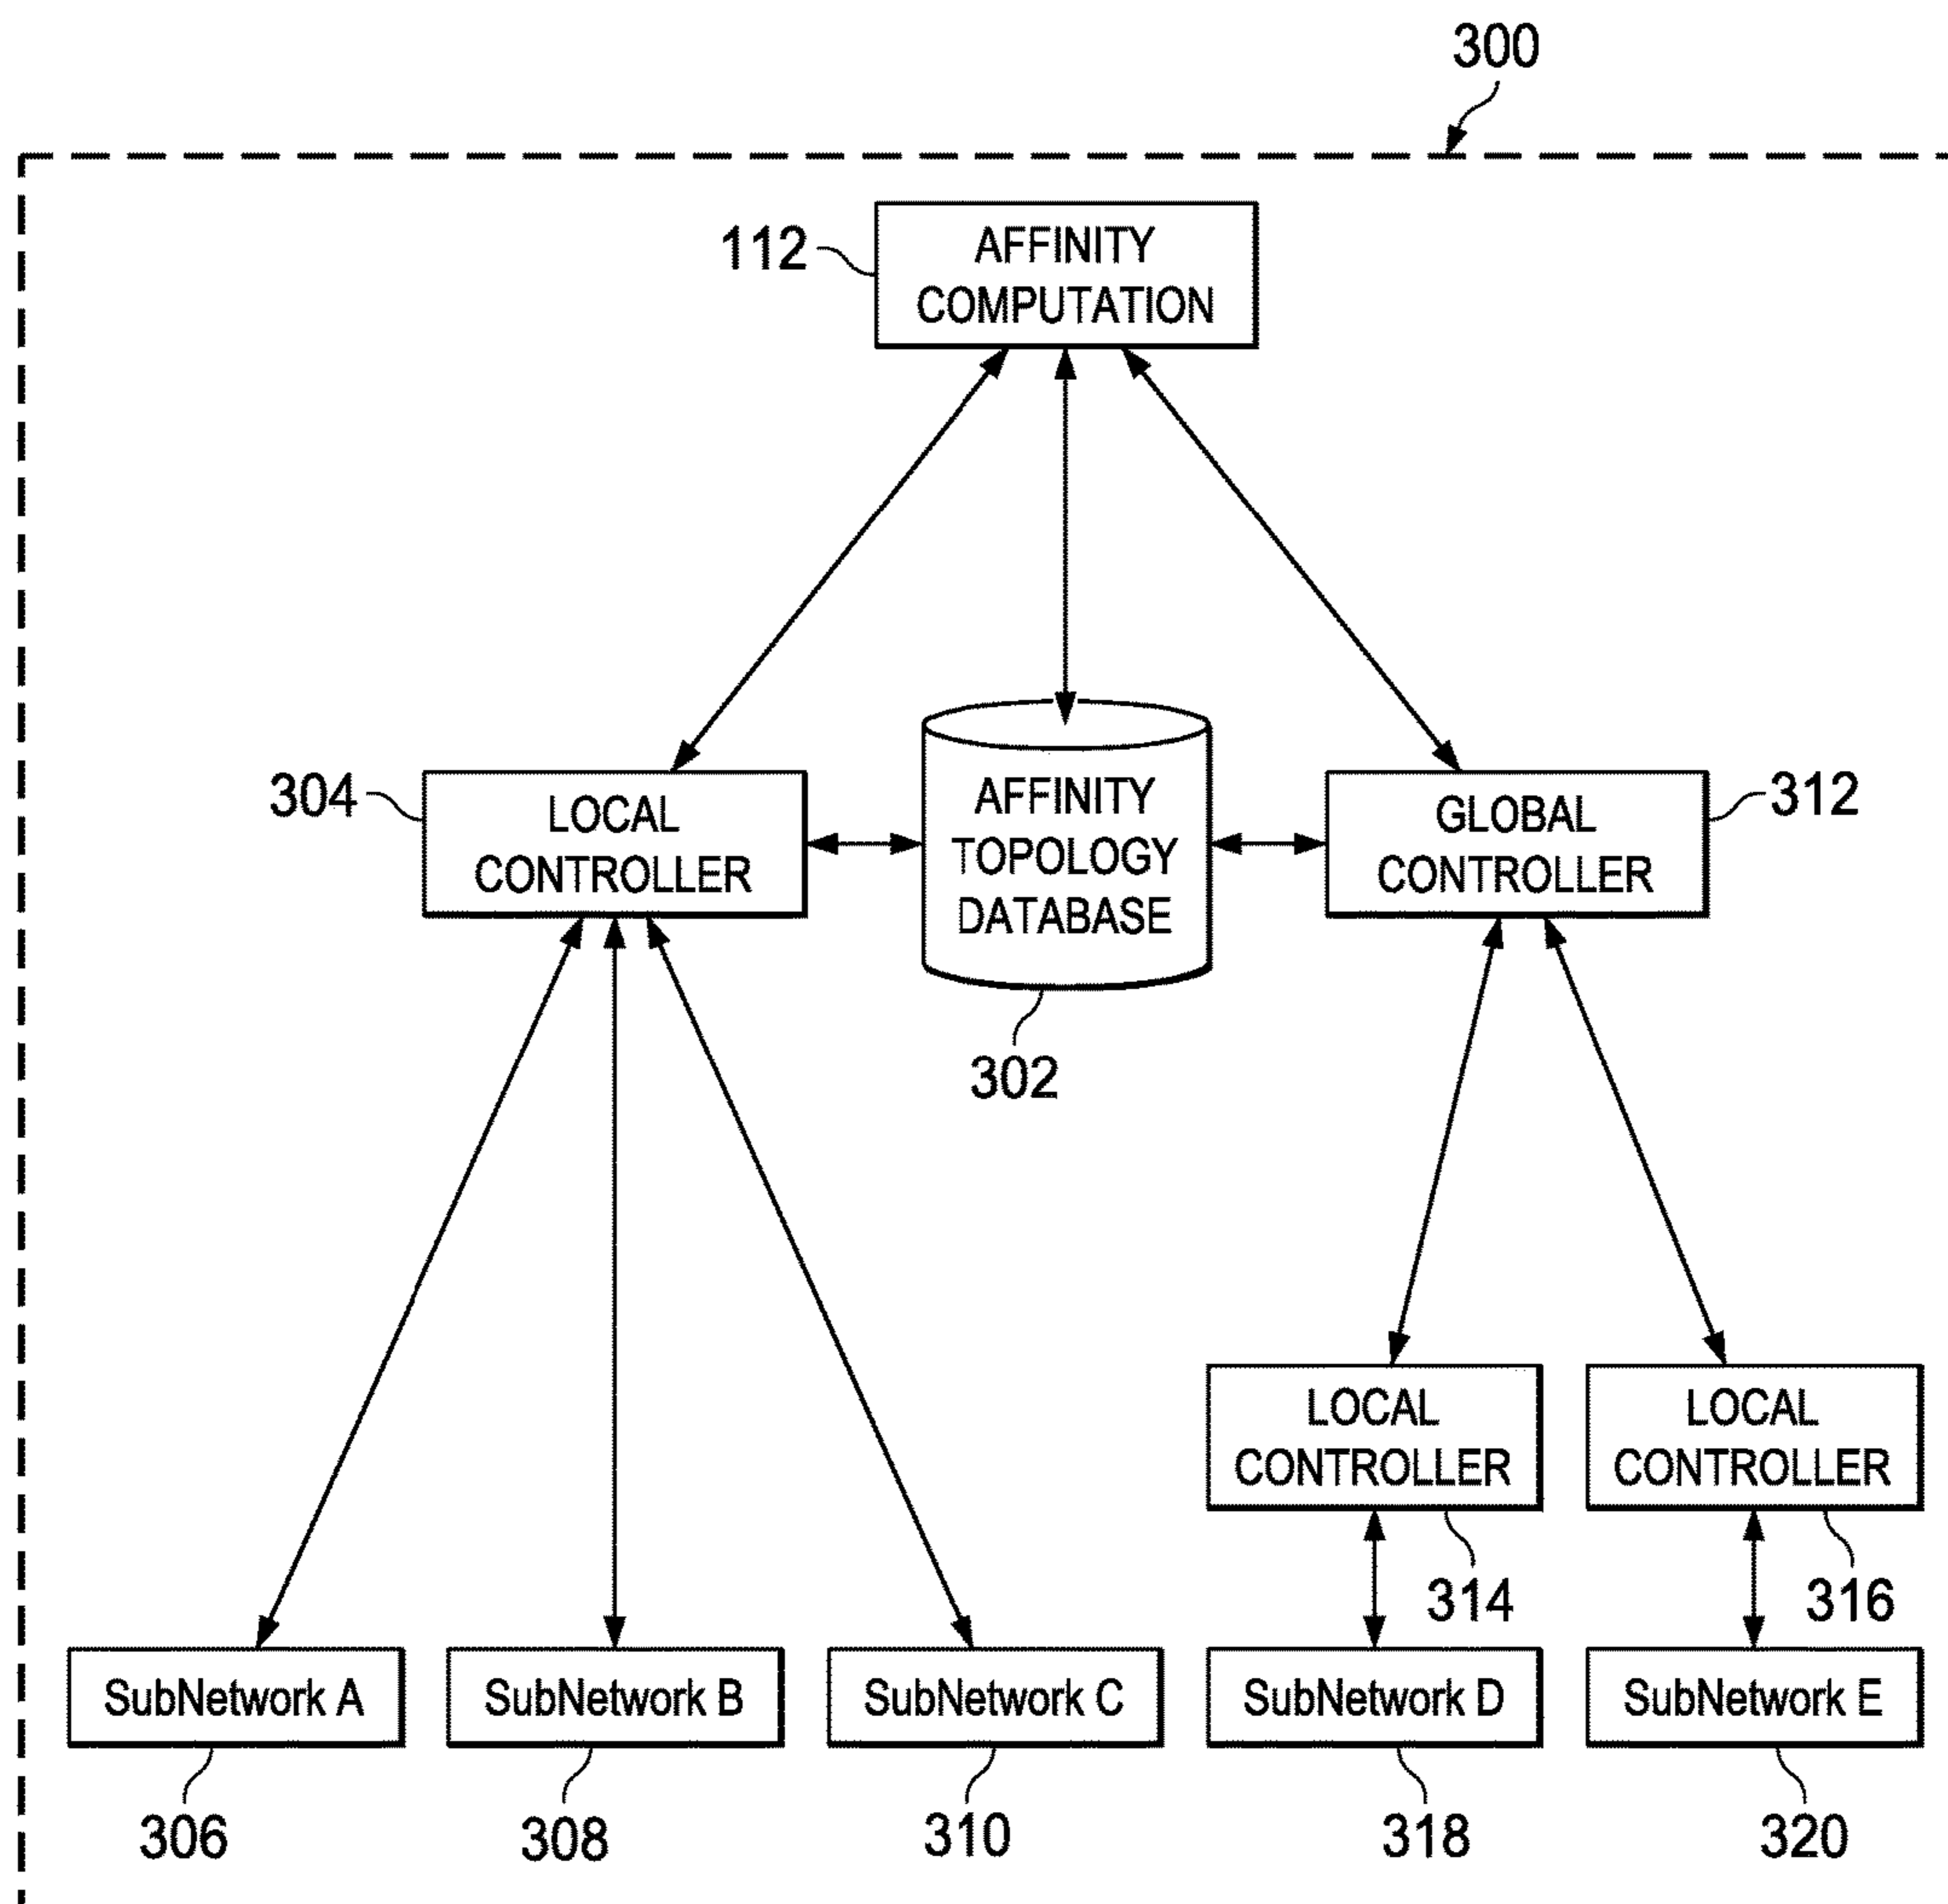 300
112
AFFINITY
COMPUTATION
304
LOCAL
CONTROLLER
AFFINITY
TOPOLOGY
DATABASE
302
GLOBAL
CONTROLLER
312
LOCAL
CONTROLLER
314
LOCAL
CONTROLLER
316
SubNetwork A
SubNetwork B
SubNetwork C
SubNetwork D
SubNetwork E
306
308
310
318
320